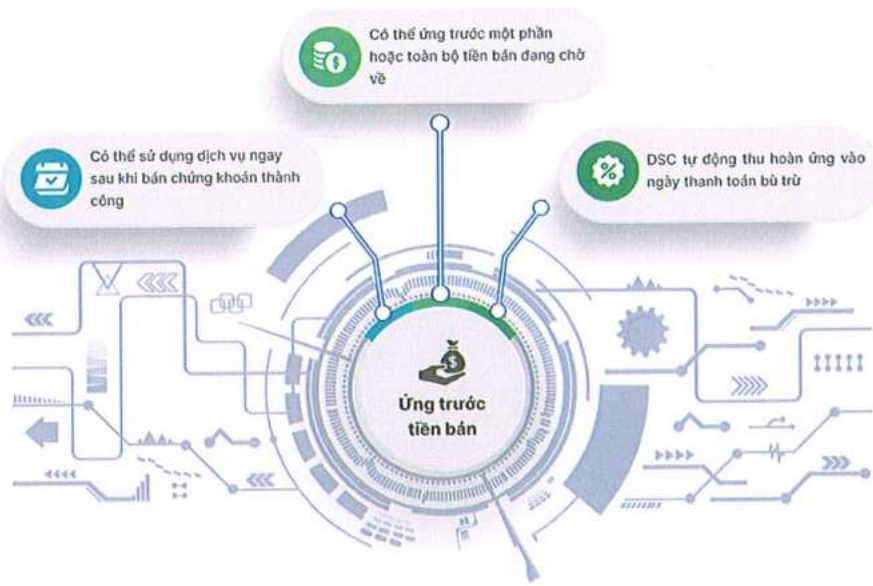 Có thể ứng trước một phần
hoặc toàn bộ tiền bán đang chờ
về
Có thể sử dụng dịch vụ ngay
sau khi bán chứng khoán thành
công
DSC tự động thu hoàn ứng vào
ngày thanh toán bù trừ
Ứng trước
tiền bán